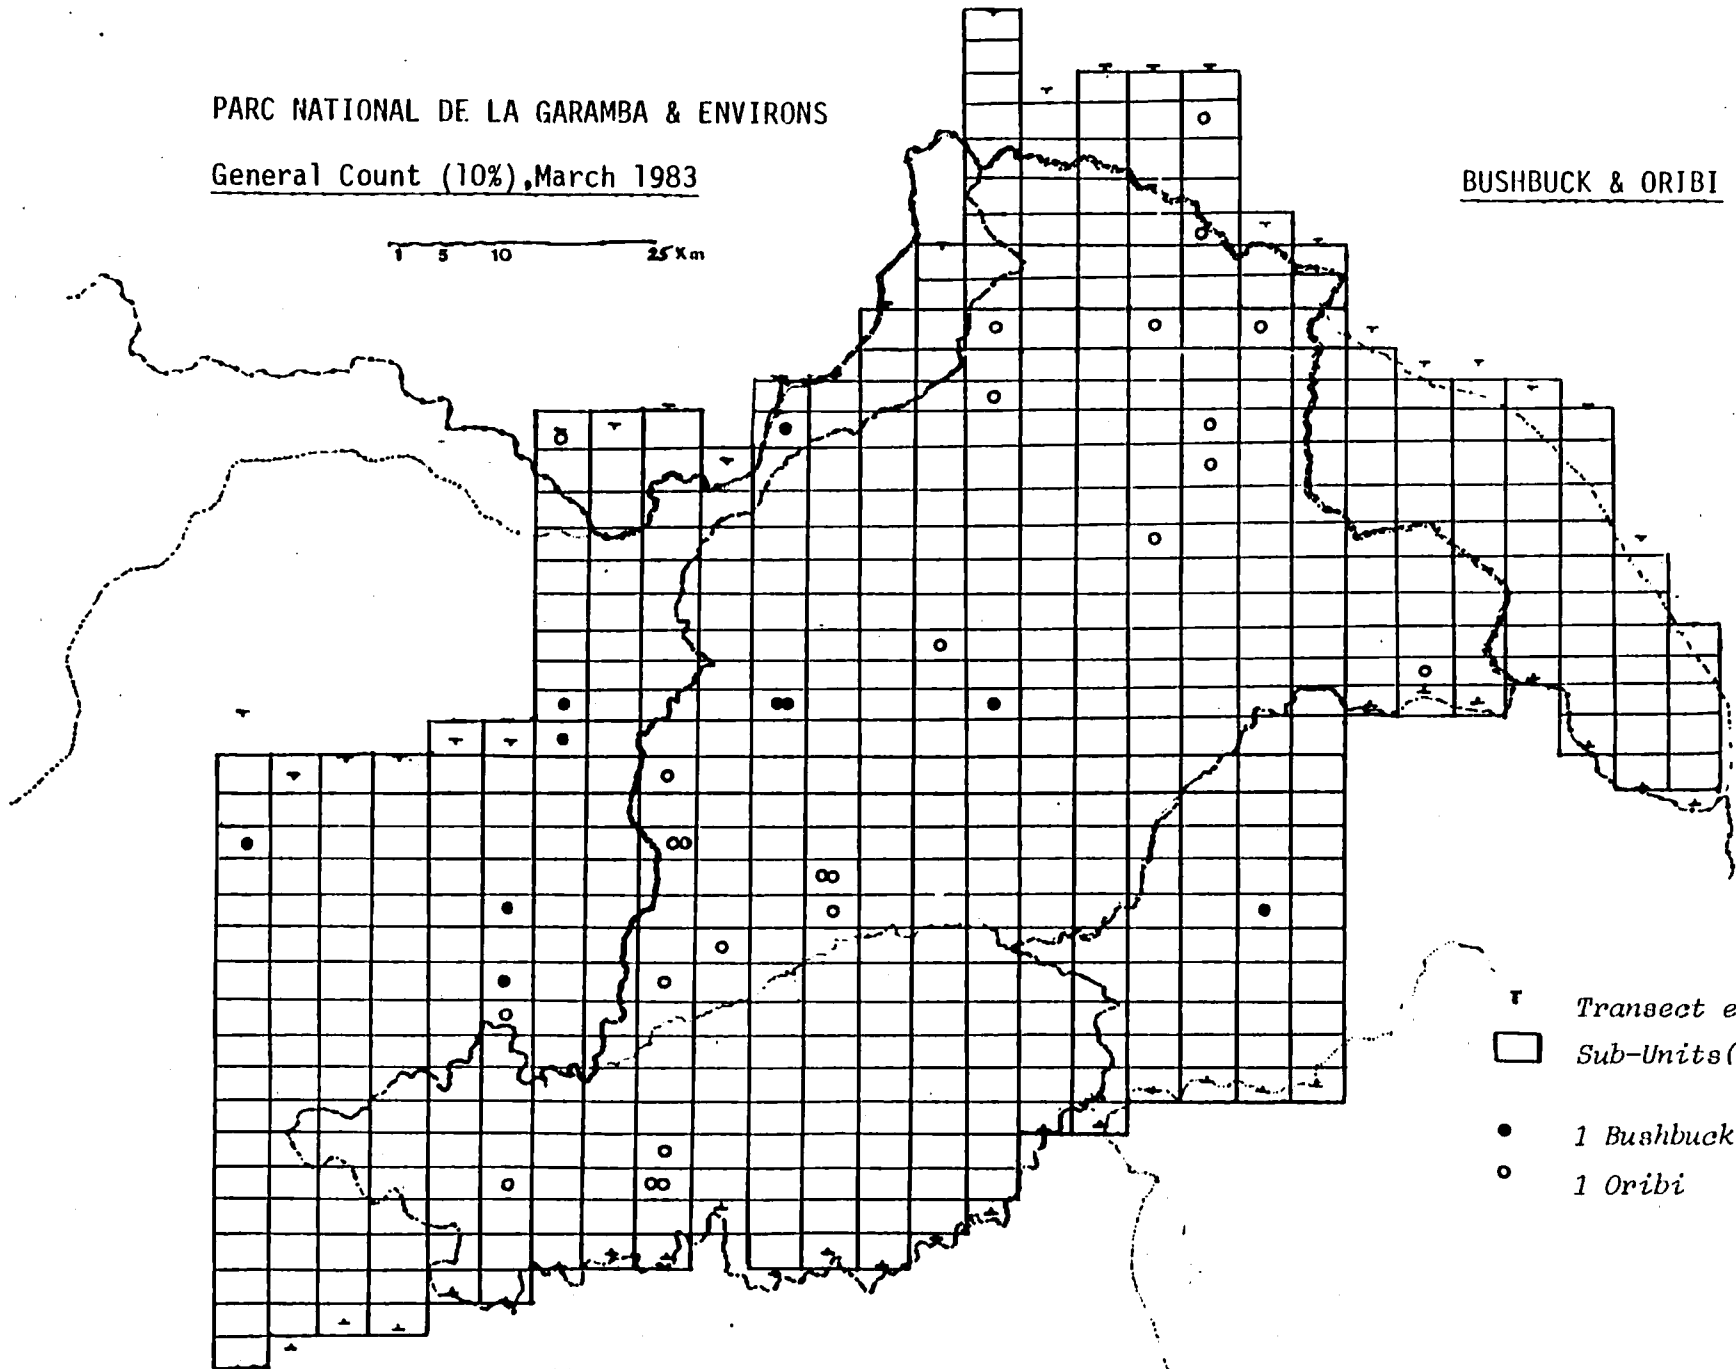 PARC NATIONAL DE LA GARAMBA & ENVIRONS
General Count (10%), March 1983
BUSHBUCK & ORIBI
1 5 10 25 Km
Transect e
Sub-Units(
1 Bushbuck
1 Oribi